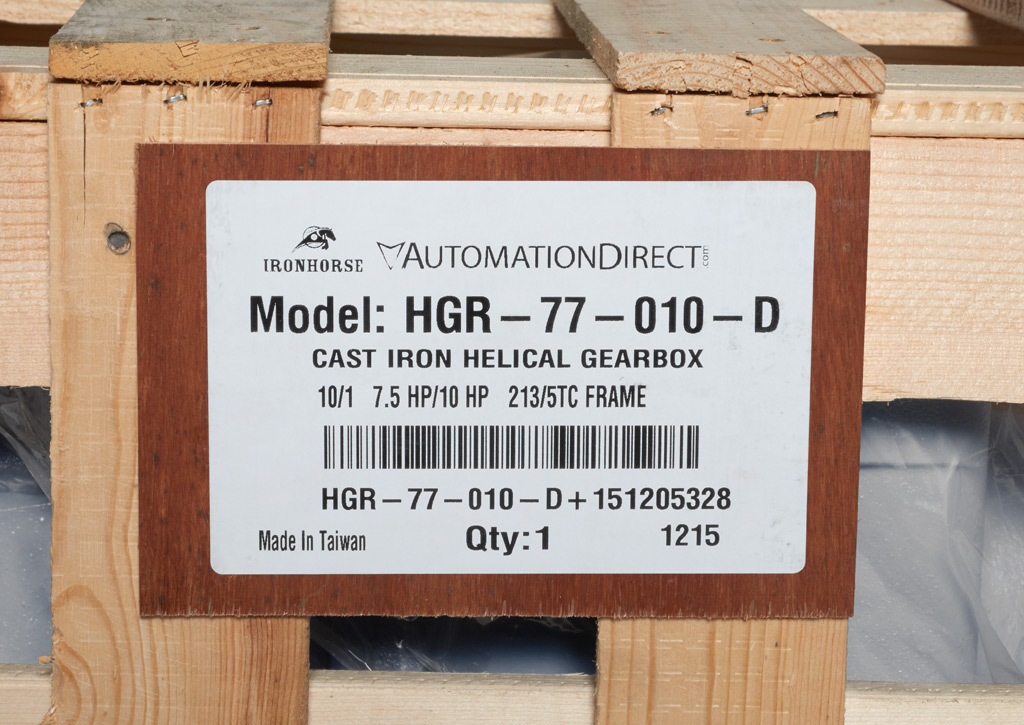 IRONHORSE AUTOMATIONDIRECT.com
Model: HGR–77–010–D
CAST IRON HELICAL GEARBOX
10/1 7.5 HP/10 HP 213/5TC FRAME
HGR–77–010–D+151205328
Made In Taiwan Qty:1 1215